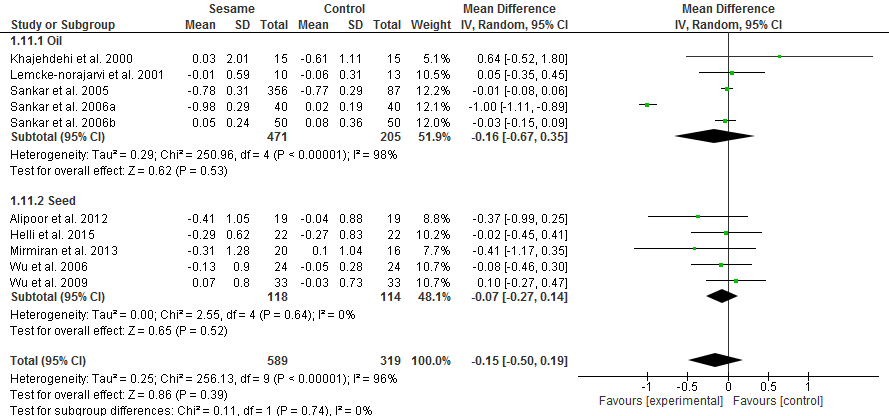 Sesame Control Mean Difference Mean Difference
Study or Subgroup Mean SD Total Mean SD Total Weight IV, Random, 95% CI IV, Random, 95% CI
1.11.1 Oil
Khajehdehi et al. 2000 0.03 2.01 15 -0.61 1.11 15 5.1% 0.64 [-0.52, 1.80]
Lemcke-norajarvi et al. 2001 -0.01 0.59 10 -0.06 0.31 13 10.4% 0.05 [-0.35, 0.45]
Sankar et al. 2005 -0.78 0.31 356 -0.77 0.29 87 12.2% -0.01 [-0.08, 0.06]
Sankar et al. 2006a -0.98 0.29 40 0.02 0.19 40 12.2% -1.00 [-1.11, -0.89]
Sankar et al. 2006b 0.05 0.24 50 0.08 0.36 50 12.1% -0.03 [-0.15, 0.09]
Subtotal (95% CI) 471 205 51.9% -0.16 [-0.67, 0.35]
Heterogeneity: Tau² = 0.29; Chi² = 250.96, df = 4 (P < 0.00001); I² = 98%
Test for overall effect: Z = 0.62 (P = 0.53)
1.11.2 Seed
Alipoor et al. 2012 -0.41 1.05 19 -0.04 0.88 19 8.8% -0.37 [-0.99, 0.25]
Helli et al. 2015 -0.29 0.62 22 -0.27 0.83 22 10.2% -0.02 [-0.45, 0.41]
Mirmiran et al. 2013 -0.31 1.28 20 0.1 1.04 16 7.6% -0.41 [-1.17, 0.35]
Wu et al. 2006 -0.13 0.9 24 -0.05 0.28 24 10.7% -0.08 [-0.46, 0.30]
Wu et al. 2009 0.07 0.8 33 -0.03 0.73 33 10.7% 0.10 [-0.27, 0.47]
Subtotal (95% CI) 118 114 48.1% -0.07 [-0.27, 0.14]
Heterogeneity: Tau² = 0.00; Chi² = 2.55, df = 4 (P = 0.64); I² = 0%
Test for overall effect: Z = 0.65 (P = 0.52)
Total (95% CI) 589 319 100.0% -0.15 [-0.50, 0.19]
Heterogeneity: Tau² = 0.25; Chi² = 256.13, df = 9 (P < 0.00001); I² = 96%
Test for overall effect: Z = 0.86 (P = 0.39)
Test for subgroup differences: Chi² = 0.11, df = 1 (P = 0.74), I² = 0%
-1 -0.5 0 0.5 1
Favours [experimental] Favours [control]